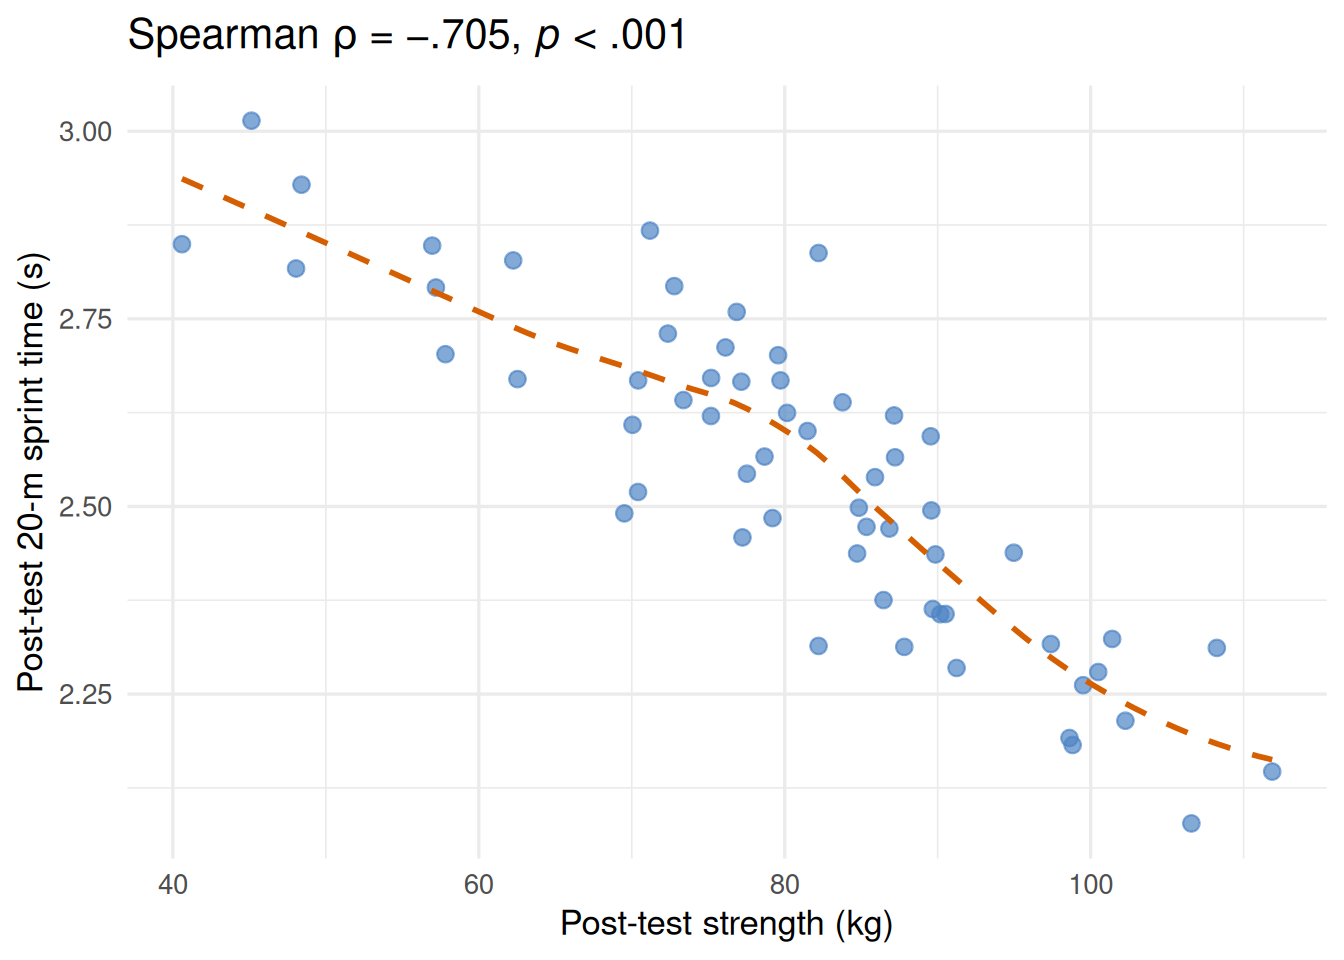 Spearman ρ = −.705, p < .001
3.00
2.75
2.50
2.25
Post-test 20-m sprint time (s)
40 60 80 100
Post-test strength (kg)